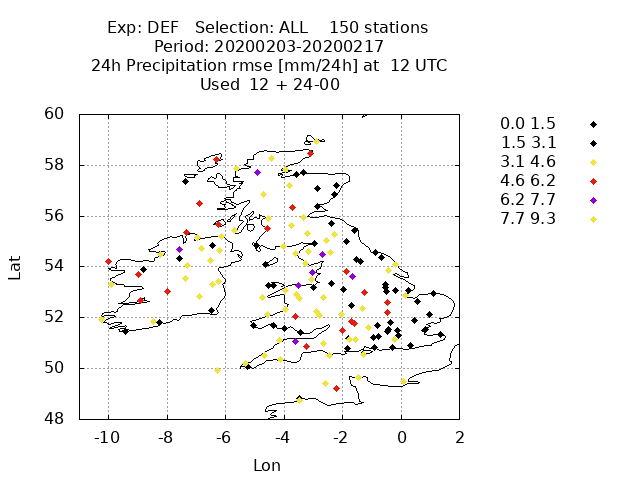 Exp: DEF Selection: ALL 150 stations
Period: 20200203-20200217
24h Precipitation rmse [mm/24h] at 12 UTC
Used 12 + 24-00
60
58
56
54
52
50
48
Lat
-10 -8 -6 -4 -2 0 2
Lon
0.0 1.5
1.5 3.1
3.1 4.6
4.6 6.2
6.2 7.7
7.7 9.3